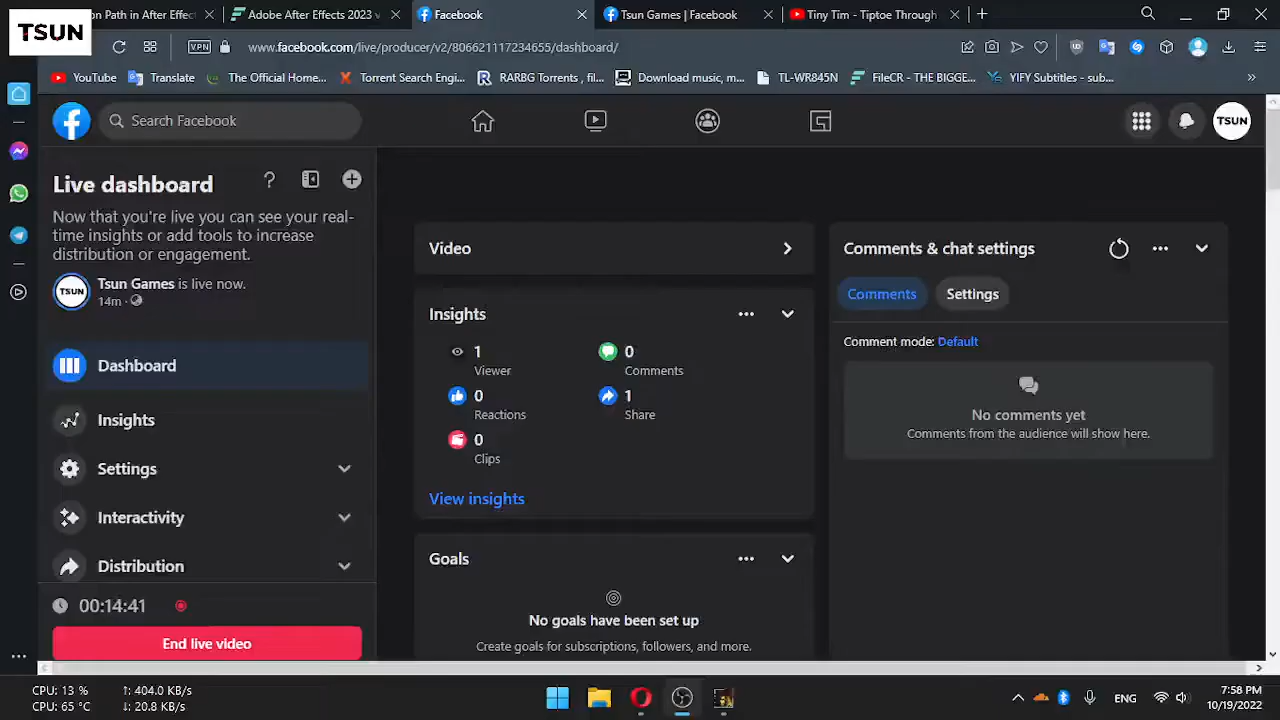 on Path in After Effect
Adobe After Effects 2023 v
Facebook
Tsun Games | Facebook
Tiny Tim - Tiptoe Through
TSUN
VPN
www.facebook.com/live/producer/v2/806621117234655/dashboard/
YouTube
Translate
The Official Home...
Torrent Search Engi...
RARBG Torrents , fil...
Download music, m...
TL-WR845N
FileCR - THE BIGGE...
YIFY Subtitles - sub...
Search Facebook
TSUN
Live dashboard
Now that you're live you can see your real-
time insights or add tools to increase
distribution or engagement.
TSUN
Tsun Games is live now.
14m ·
Dashboard
Insights
Settings
Interactivity
Distribution
00:14:41
End live video
Video
Insights
1
Viewer
0
Comments
0
Reactions
1
Share
0
Clips
View insights
Goals
No goals have been set up
Create goals for subscriptions, followers, and more.
Comments & chat settings
Comments
Settings
Comment mode: Default
No comments yet
Comments from the audience will show here.
CPU: 13 %
↑: 404.0 KB/s
CPU: 65 °C
↓: 20.8 KB/s
ENG
7:58 PM
10/19/2022